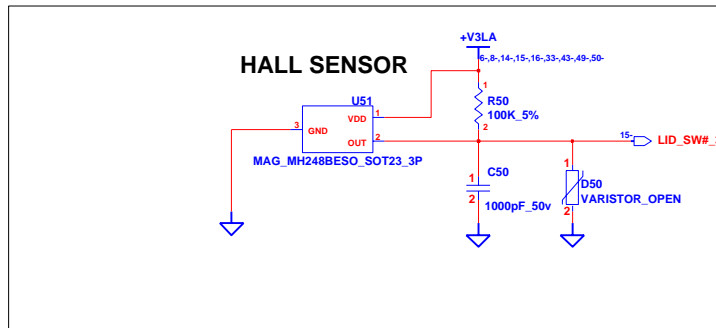 +V3LA
6-,8-,14-,15-,16-,33-,43-,49-,50-
HALL SENSOR
U51
1
R50
100K_5%
2
3
GND
VDD
1
OUT
2
MAG_MH248BESO_SOT23_3P
15-
LID_SW#_
1
C50
2
1000pF_50v
1
D50
2
VARISTOR_OPEN